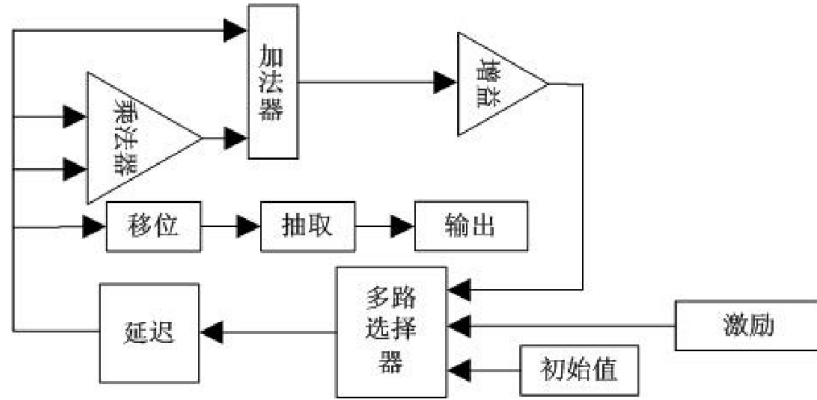 加法器
增益
乘法器
移位
抽取
输出
延迟
多路
选择
器
激励
初始值